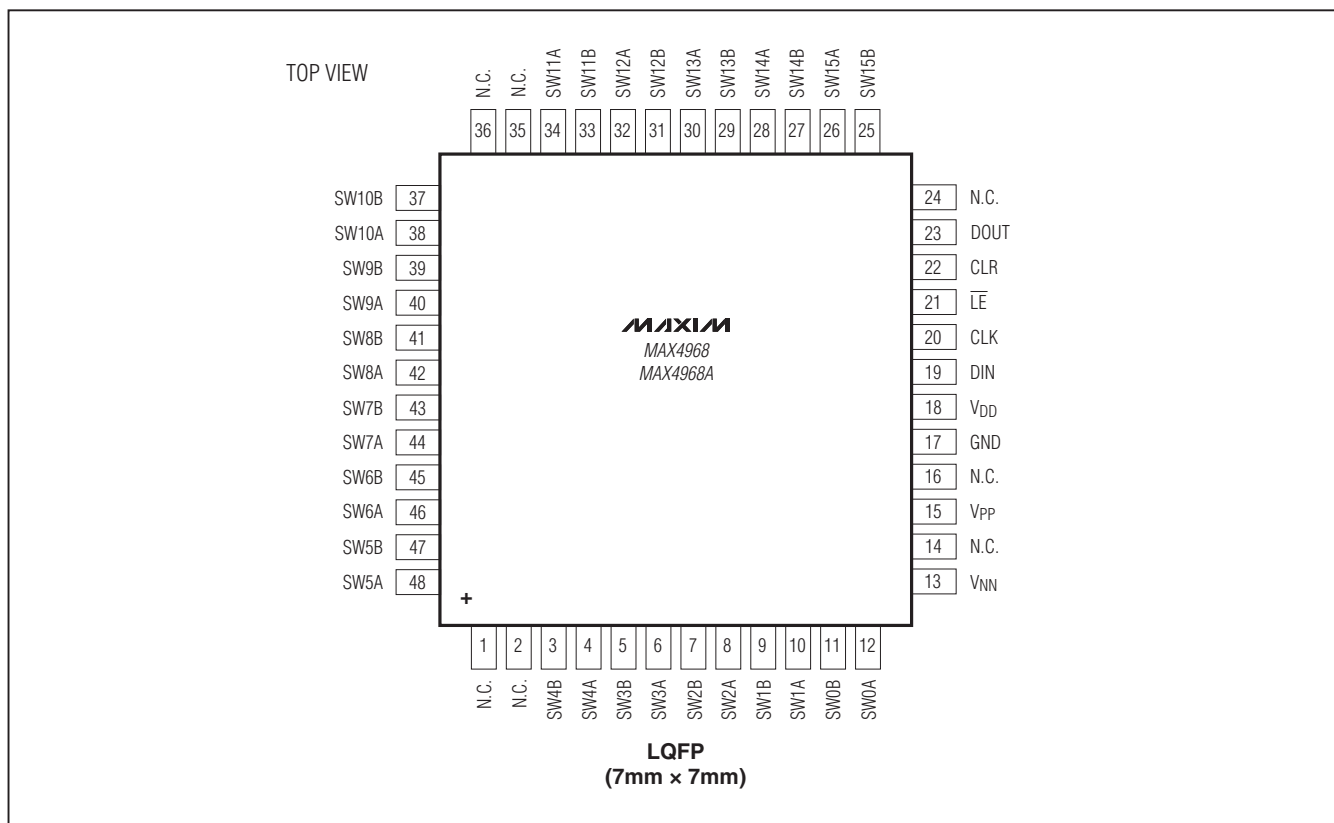 TOP VIEW
N.C.
N.C.
SW11A
SW11B
SW12A
SW12B
SW13A
SW13B
SW14A
SW14B
SW15A
SW15B
36 35 34 33 32 31 30 29 28 27 26 25
SW10B 37
SW10A 38
SW9B 39
SW9A 40
SW8B 41
SW8A 42
SW7B 43
SW7A 44
SW6B 45
SW6A 46
SW5B 47
SW5A 48
MAXIM
MAX4968
MAX4968A
24 N.C.
23 DOUT
22 CLR
21 L̅E̅
20 CLK
19 DIN
18 VDD
17 GND
16 N.C.
15 VPP
14 N.C.
13 VNN
+
1 2 3 4 5 6 7 8 9 10 11 12
N.C.
N.C.
SW4B
SW4A
SW3B
SW3A
SW2B
SW2A
SW1B
SW1A
SW0B
SW0A
LQFP
(7mm × 7mm)